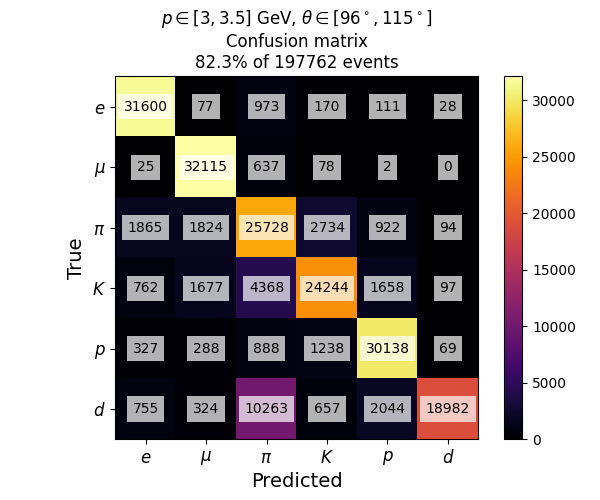 p ∈ [3, 3.5] GeV, θ ∈ [96°, 115°]
Confusion matrix
82.3% of 197762 events
e 31600 77 973 170 111 28
μ 25 32115 637 78 2 0
π 1865 1824 25728 2734 922 94
K 762 1677 4368 24244 1658 97
p 327 288 888 1238 30138 69
d 755 324 10263 657 2044 18982
e μ π K p d
Predicted
True
30000
25000
20000
15000
10000
5000
0